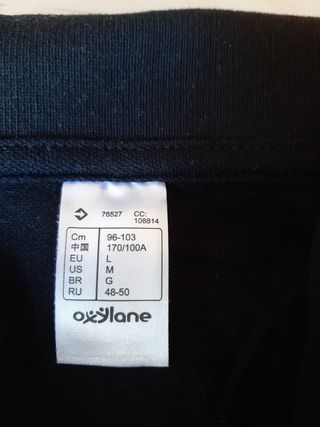 76527 CC:
108814
Cm 96-103
中国 170/100A
EU L
US M
BR G
RU 48-50
oxylane